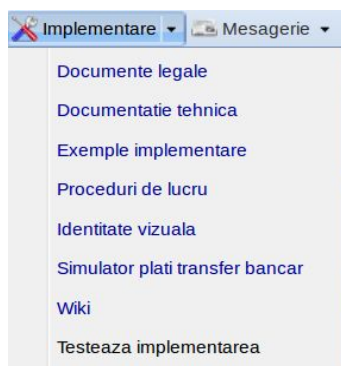 Implementare Mesagerie
Documente legale
Documentatie tehnica
Exemple implementare
Proceduri de lucru
Identitate vizuala
Simulator plati transfer bancar
Wiki
Testeaza implementarea